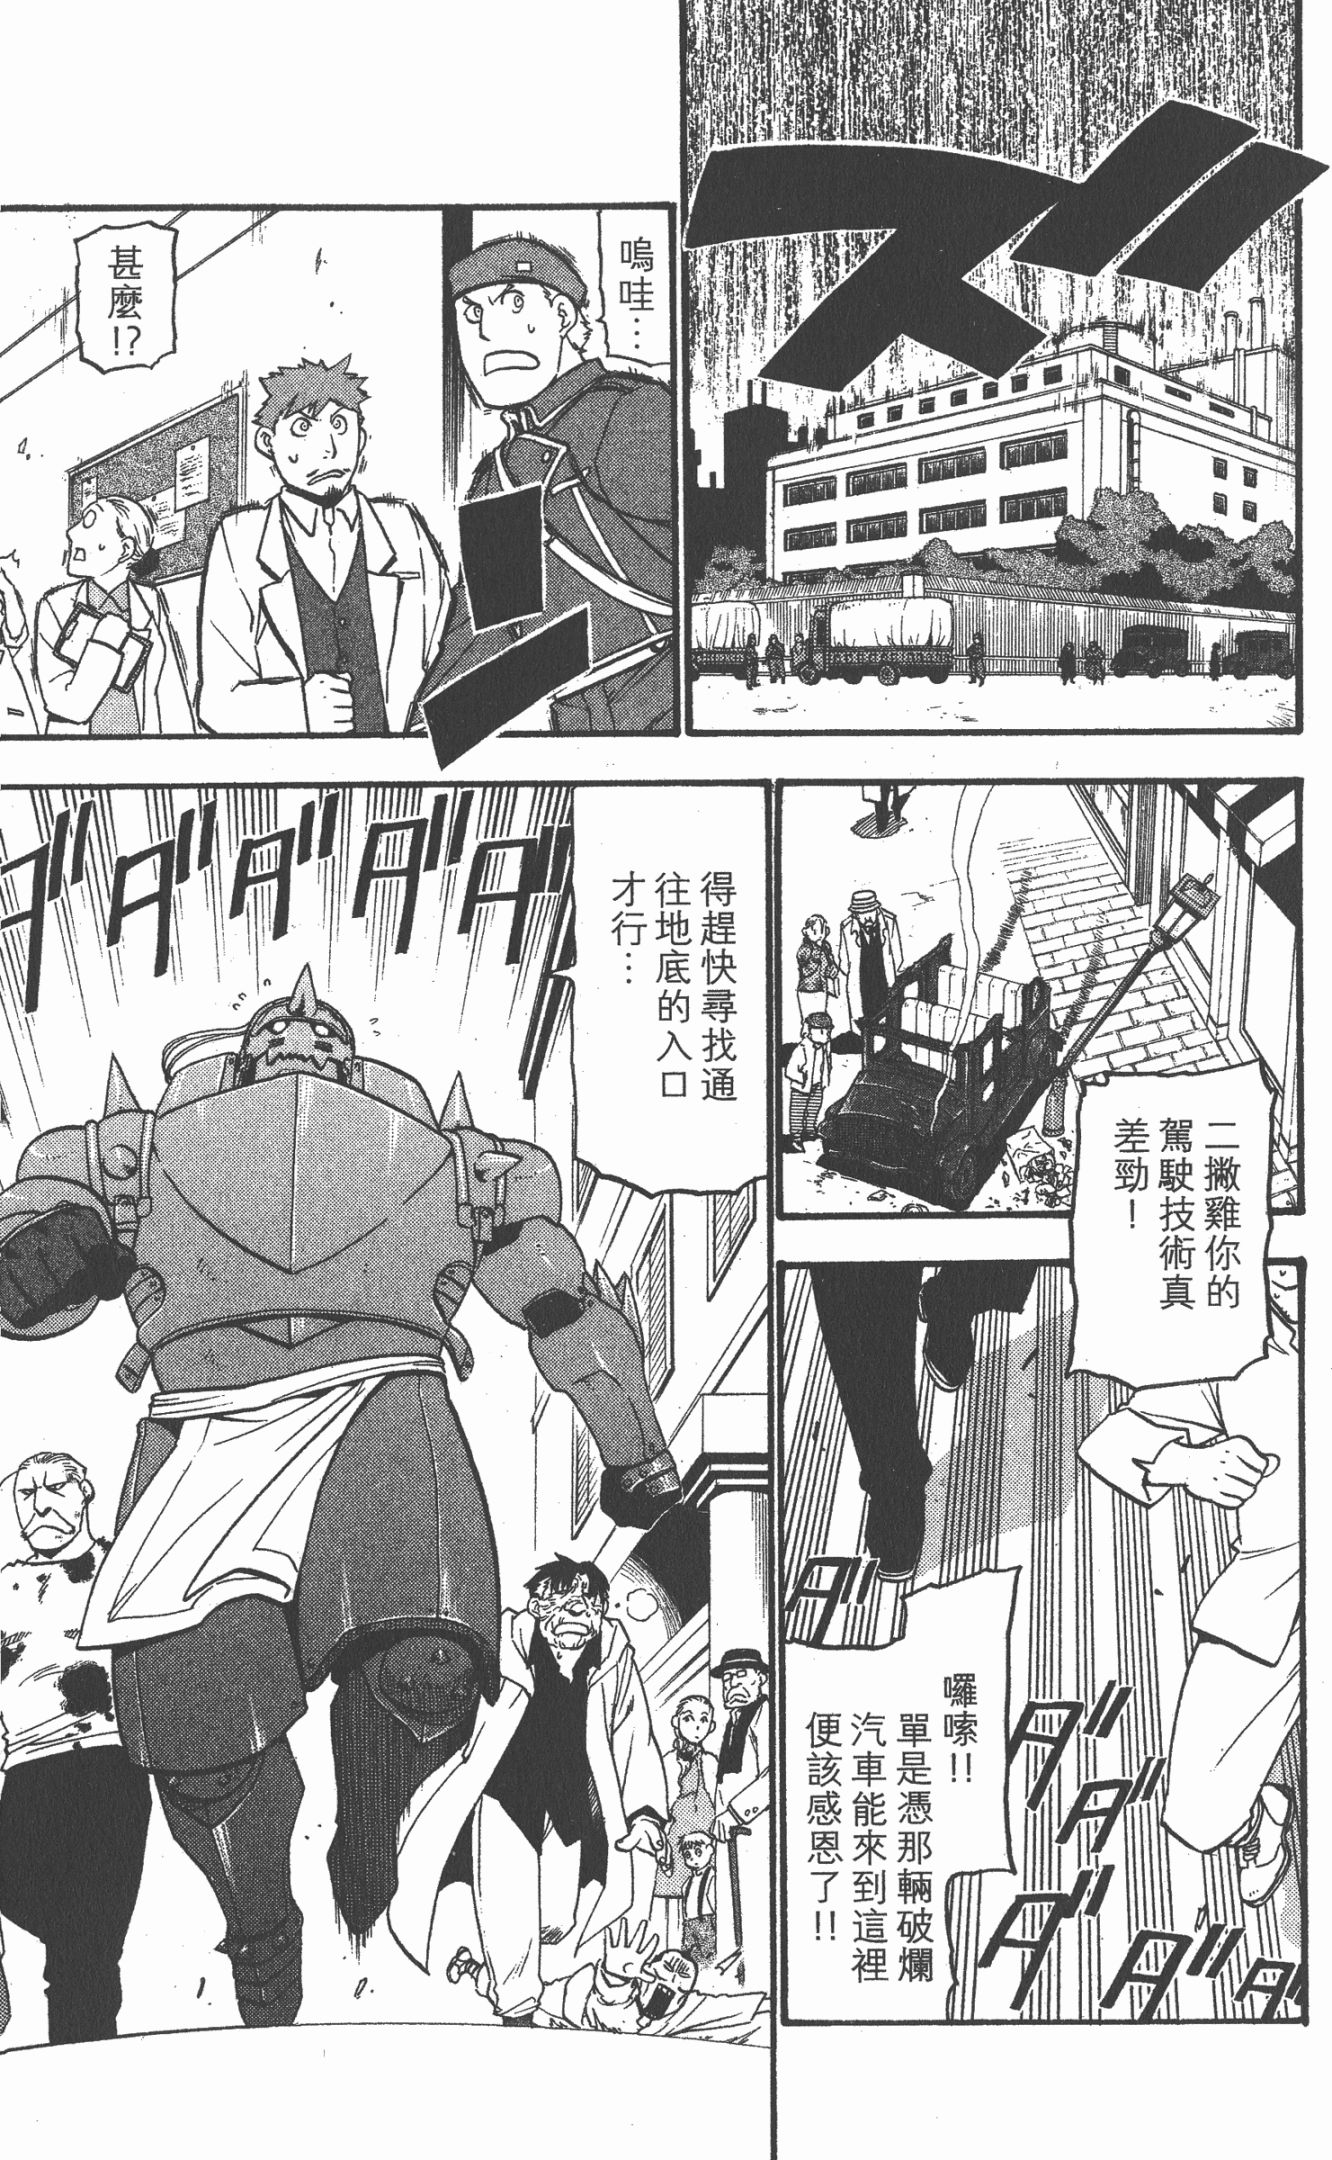 ズズ
ズン
嗚哇…
甚麼!?
二撇雞你的
駕駛技術真
差勁！
囉嗦!!
單是憑那輛破爛
汽車能來到這裡
便該感恩了!!
ダ
ダ
ダ
ダ
ダ
ダ
得趕快尋找通
往地底的入口
才行…
ダ
ダ
ダ
ダ
ダ